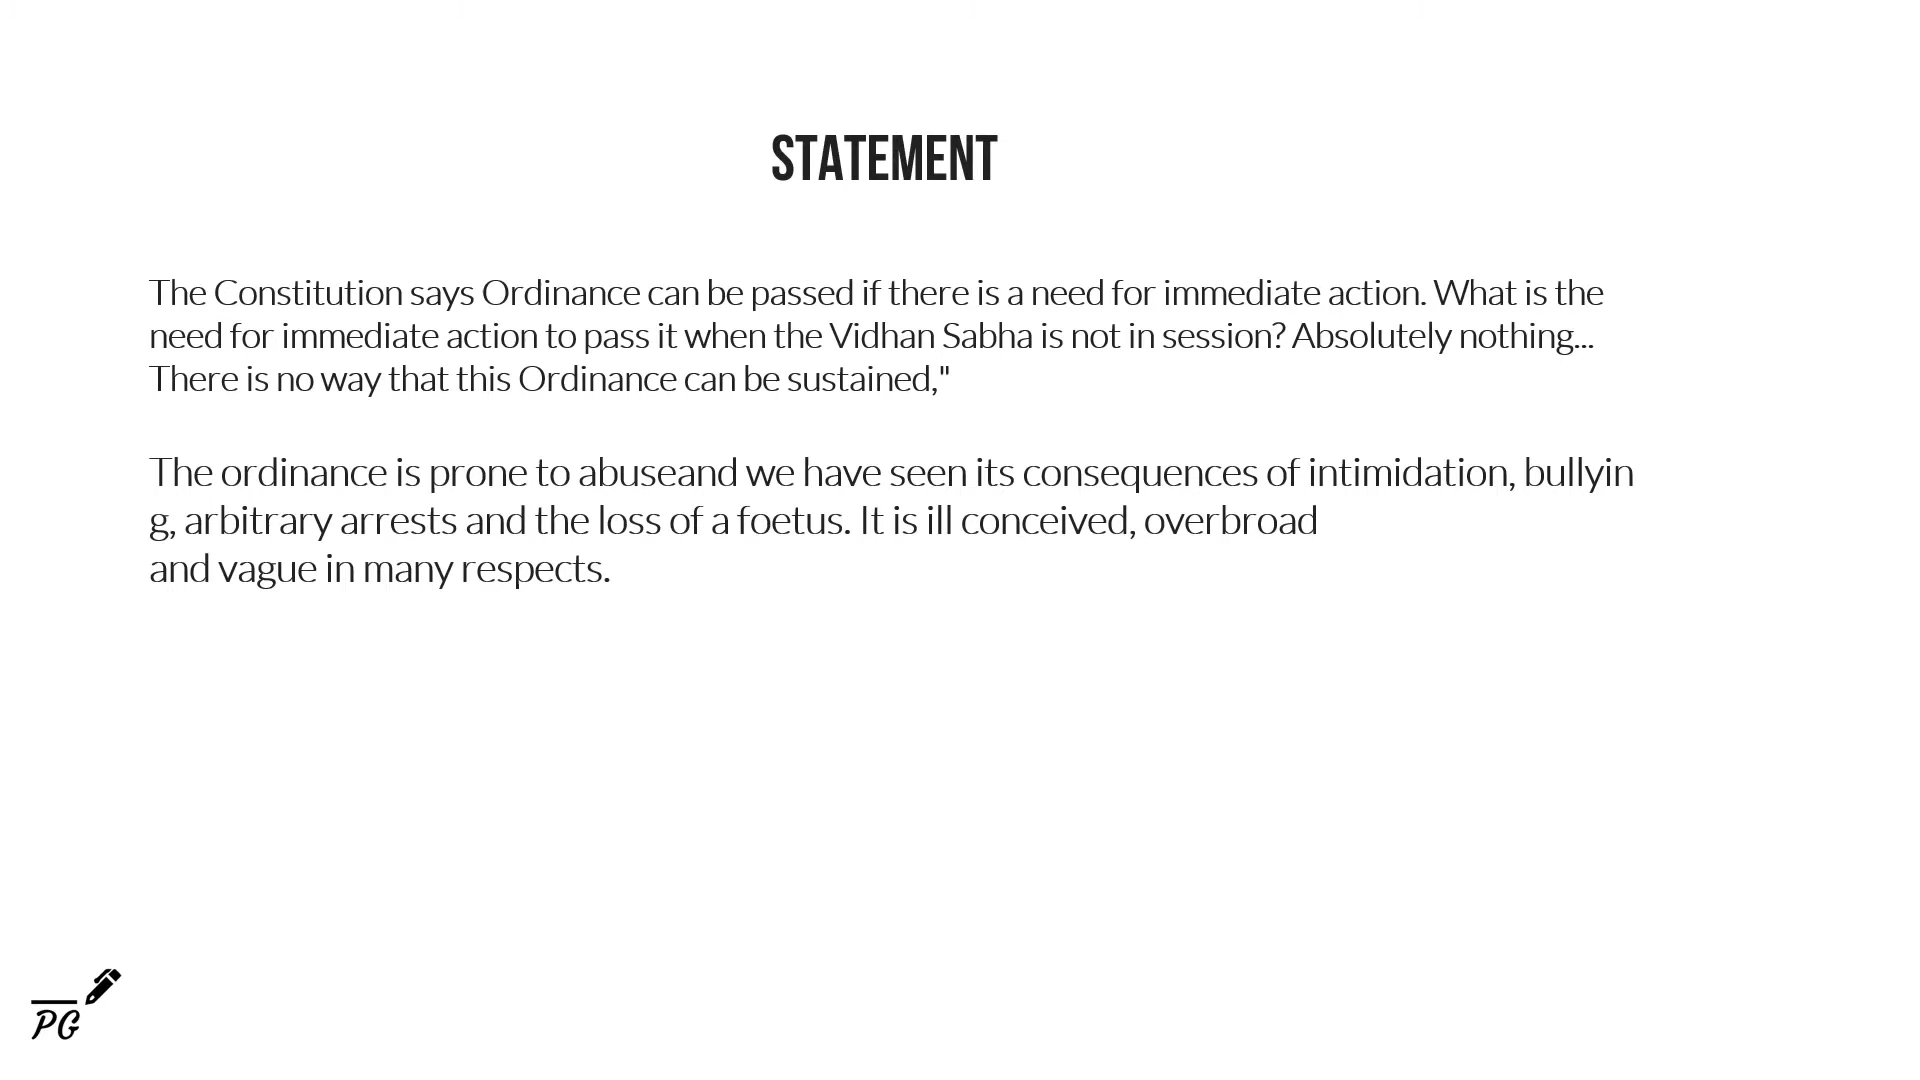 STATEMENT
The Constitution says Ordinance can be passed if there is a need for immediate action. What is the
need for immediate action to pass it when the Vidhan Sabha is not in session? Absolutely nothing...
There is no way that this Ordinance can be sustained,"
The ordinance is prone to abuseand we have seen its consequences of intimidation, bullyin
g, arbitrary arrests and the loss of a foetus. It is ill conceived, overbroad
and vague in many respects.
PG